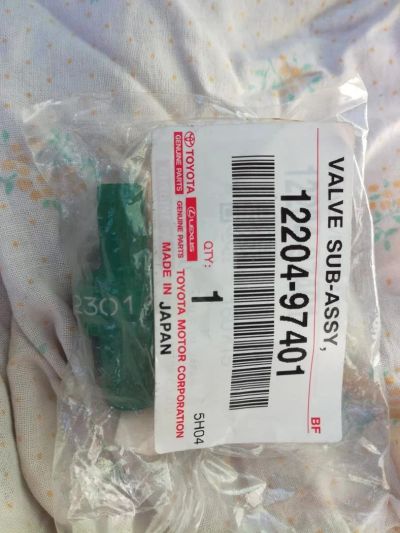 VALVE SUB-ASSY,
BF
12204-97401
QTY:
1
5H04
TOYOTA
GENUINE PARTS
LEXUS
GENUINE PARTS
TOYOTA MOTOR CORPORATION
MADE IN JAPAN
2301